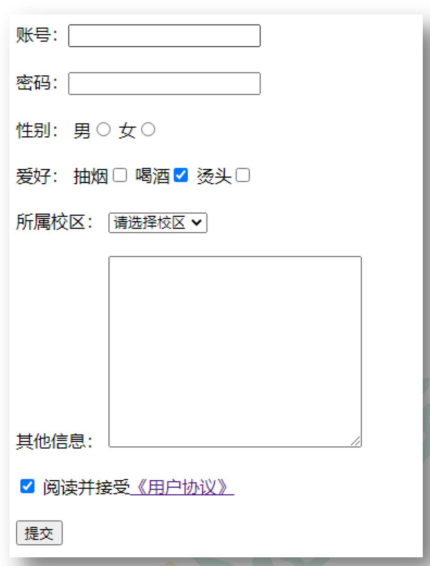 账号：
密码：
性别： 男 女
爱好： 抽烟 喝酒 烫头
所属校区： 请选择校区
其他信息：
阅读并接受《用户协议》
提交